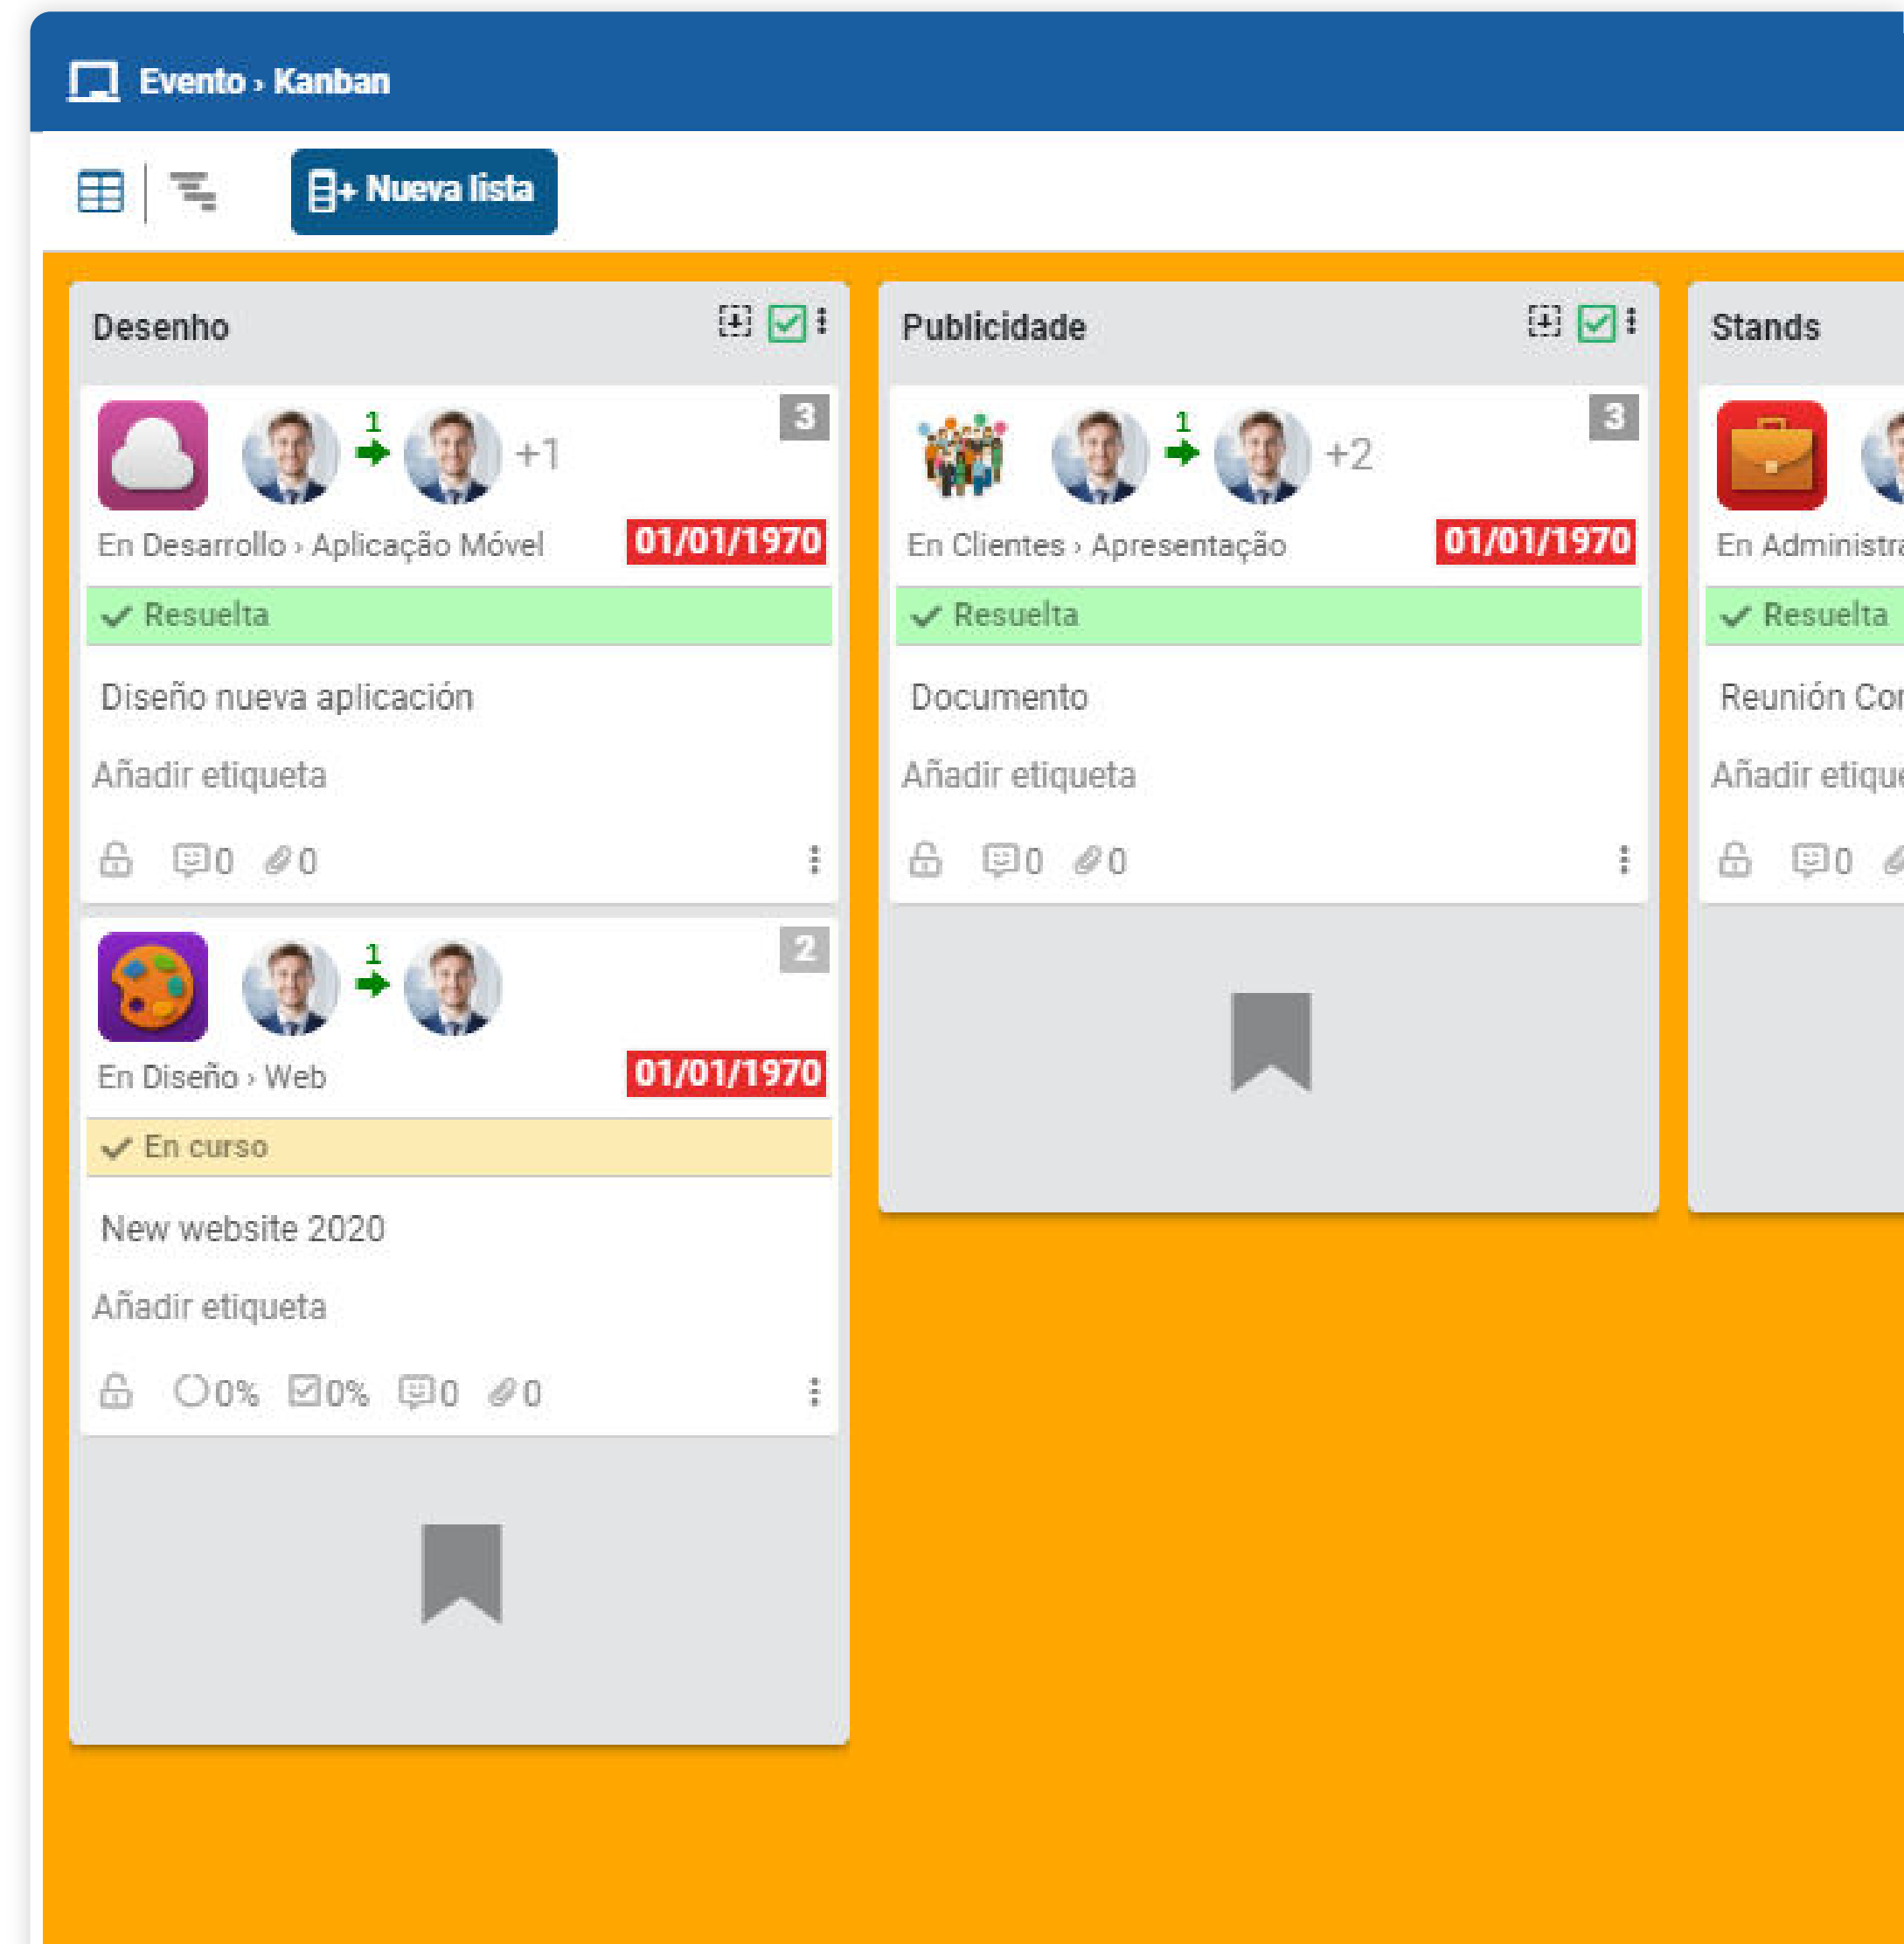 Evento › Kanban
+ Nueva lista
Desenho
1
+1
3
En Desarrollo › Aplicação Móvel
01/01/1970
Resuelta
Diseño nueva aplicación
Añadir etiqueta
0 0
1
2
En Diseño › Web
01/01/1970
En curso
New website 2020
Añadir etiqueta
0% 0% 0 0
Publicidade
1
+2
3
En Clientes › Apresentação
01/01/1970
Resuelta
Documento
Añadir etiqueta
0 0
Stands
En
Resuelta
Reunión
Añadir
0